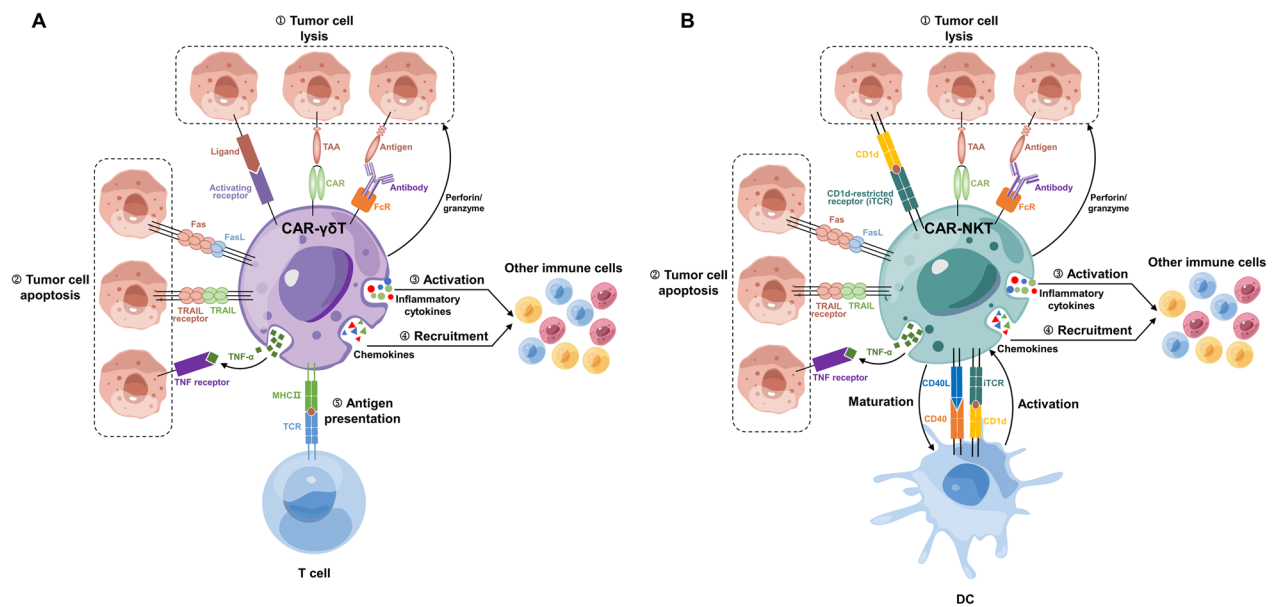 A
① Tumor cell
lysis
Ligand
Activating
receptor
TAA
CAR
Antigen
Antibody
FcR
Perforin/
granzyme
CAR-γδT
② Tumor cell
apoptosis
Fas
FasL
TRAIL
receptor
TRAIL
TNF-α
TNF receptor
③ Activation
Inflammatory
cytokines
④ Recruitment
Chemokines
Other immune cells
MHCⅡ
TCR
⑤ Antigen
presentation
T cell
B
① Tumor cell
lysis
CD1d
CD1d-restricted
receptor (iTCR)
TAA
CAR
Antigen
Antibody
FcR
Perforin/
granzyme
CAR-NKT
② Tumor cell
apoptosis
Fas
FasL
TRAIL
receptor
TRAIL
TNF-α
TNF receptor
③ Activation
Inflammatory
cytokines
④ Recruitment
Chemokines
Other immune cells
CD40L
iTCR
Maturation
Activation
CD40
CD1d
DC